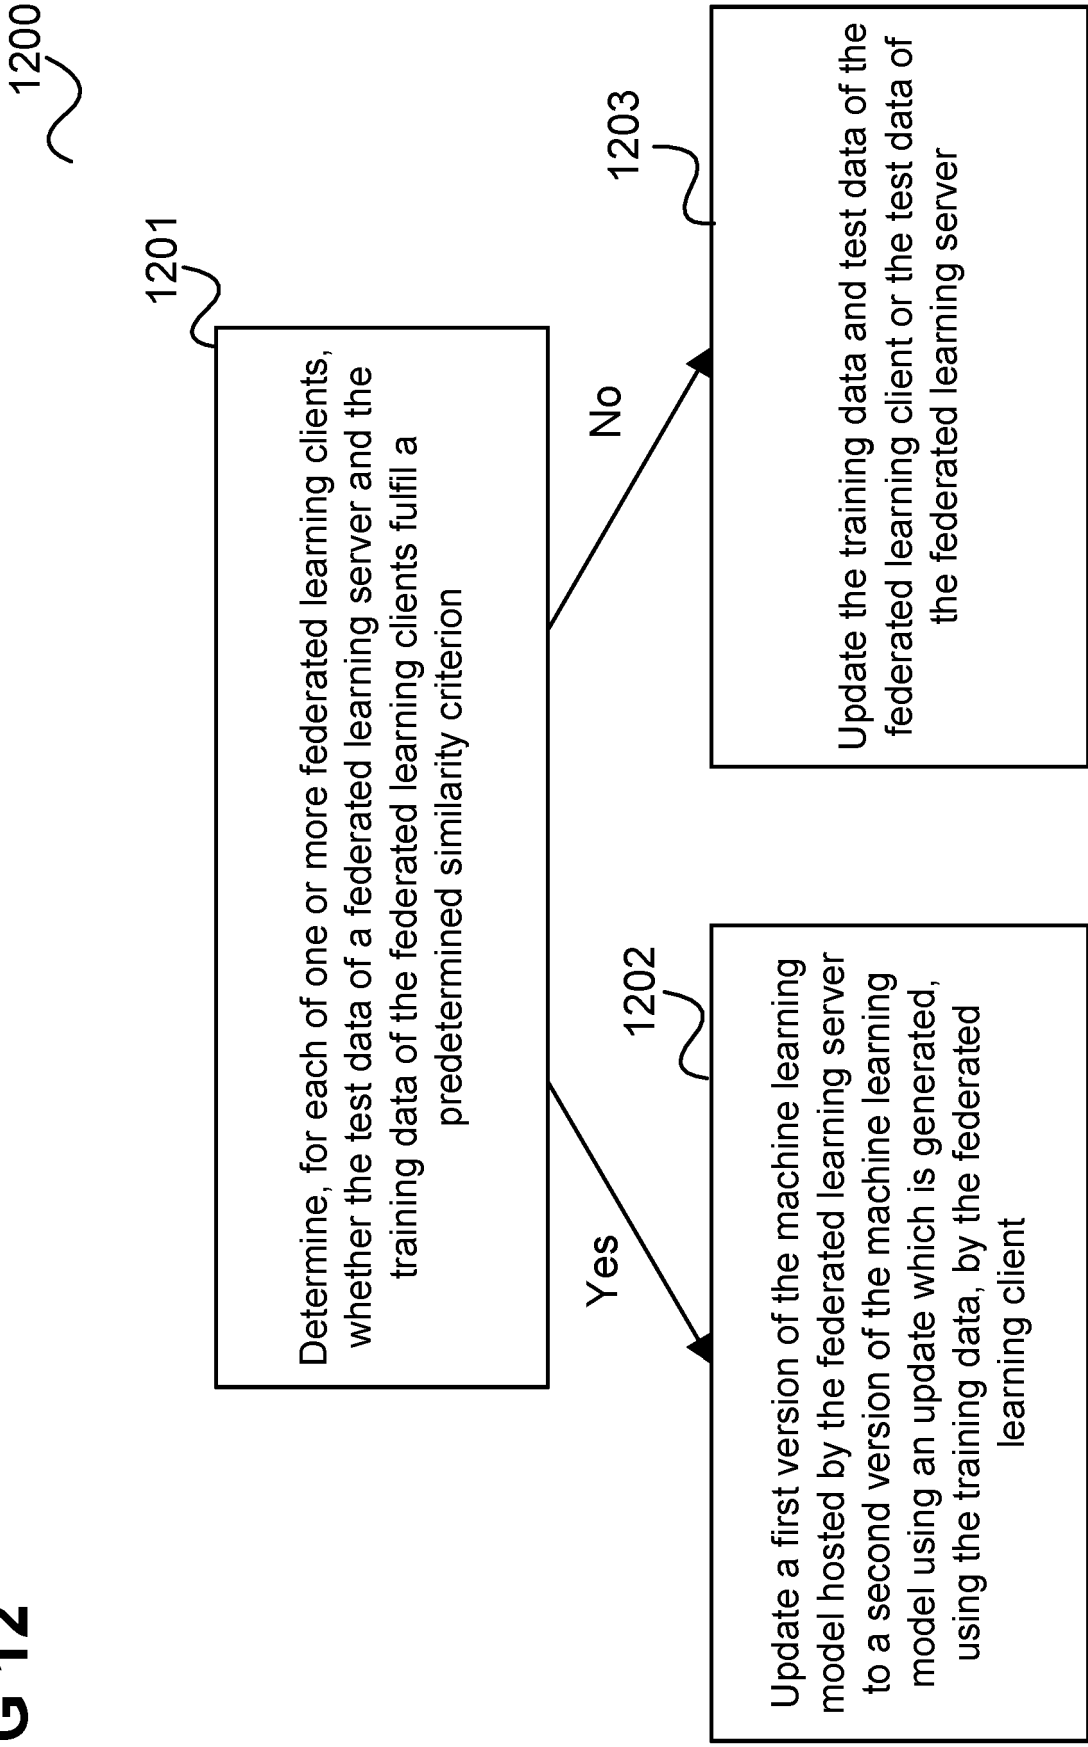 G 12
1200
1201
Determine, for each of one or more federated learning clients,
whether the test data of a federated learning server and the
training data of the federated learning clients fulfil a
predetermined similarity criterion
Yes
No
1202
Update a first version of the machine learning
model hosted by the federated learning server
to a second version of the machine learning
model using an update which is generated,
using the training data, by the federated
learning client
1203
Update the training data and test data of the
federated learning client or the test data of
the federated learning server